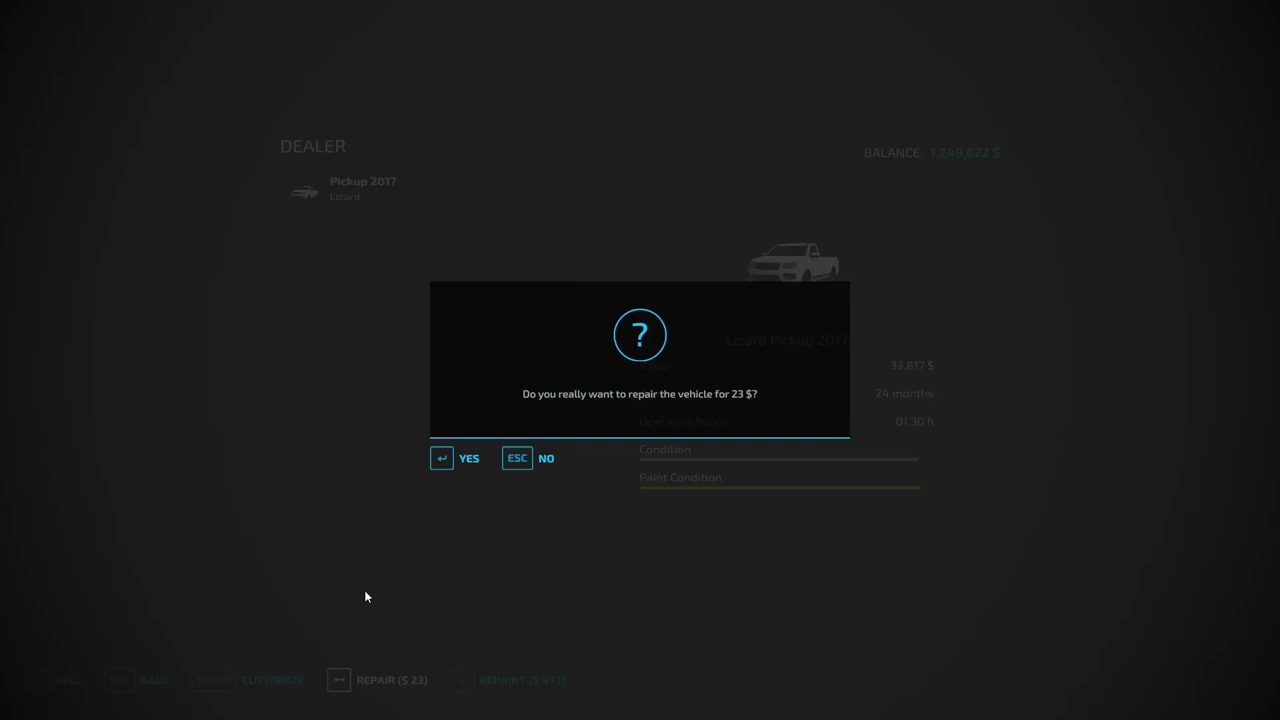 DEALER
BALANCE: 1,249,622 $
Pickup 2017
Lizard
Lizard Pickup 2017
Value
33,817 $
24 months
Operating hours
01:30 h
Condition
Paint Condition
?
Do you really want to repair the vehicle for 23 $?
YES
ESC NO
SELL
BACK
SPACE CUSTOMIZE
REPAIR ($ 23)
REPAINT ($ 473)